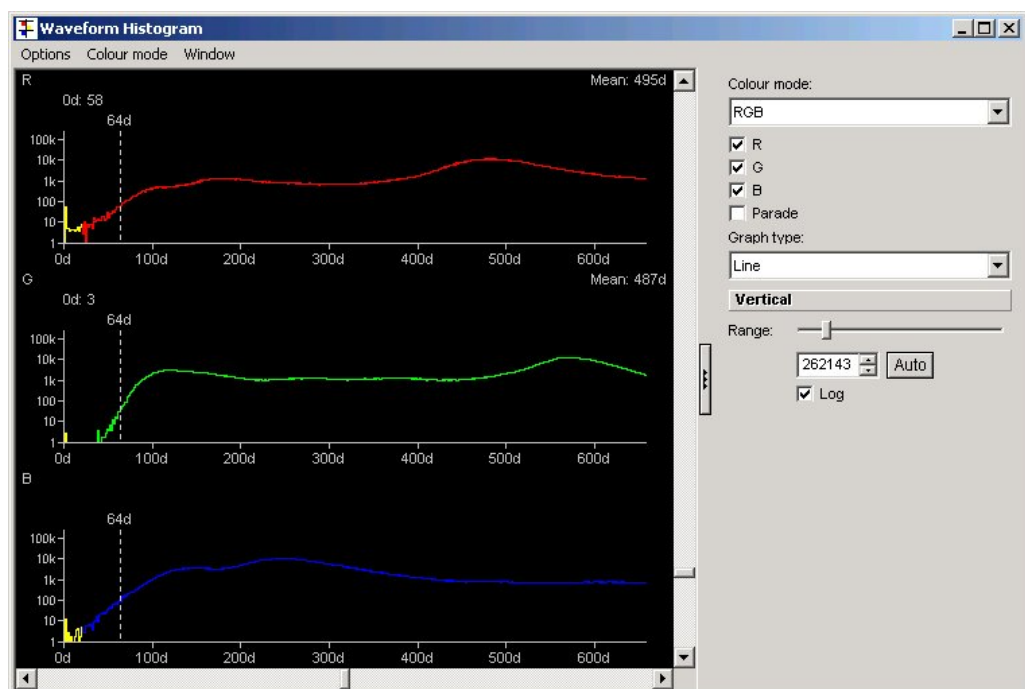 Waveform Histogram
Options Colour mode Window
R
Mean: 495d
0d: 58
64d
100k
10k
1k
100
10
1
0d 100d 200d 300d 400d 500d 600d
G
Mean: 487d
0d: 3
64d
100k
10k
1k
100
10
1
0d 100d 200d 300d 400d 500d 600d
B
64d
100k
10k
1k
100
10
1
0d 100d 200d 300d 400d 500d 600d
Colour mode:
RGB
R
G
B
Parade
Graph type:
Line
Vertical
Range:
262143 Auto
Log